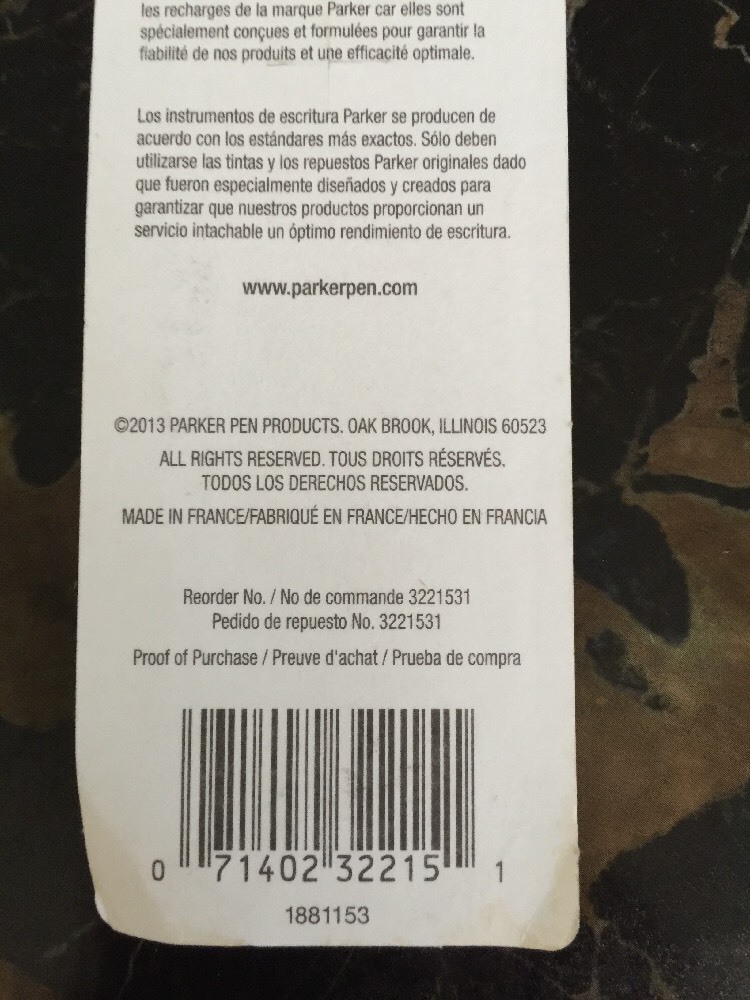 les recharges de la marque Parker car elles sont
spécialement conçues et formulées pour garantir la
fiabilité de nos produits et une efficacité optimale.
Los instrumentos de escritura Parker se producen de
acuerdo con los estándares más exactos. Sólo deben
utilizarse las tintas y los repuestos Parker originales dado
que fueron especialmente diseñados y creados para
garantizar que nuestros productos proporcionan un
servicio intachable un óptimo rendimiento de escritura.
www.parkerpen.com
©2013 PARKER PEN PRODUCTS. OAK BROOK, ILLINOIS 60523
ALL RIGHTS RESERVED. TOUS DROITS RÉSERVÉS.
TODOS LOS DERECHOS RESERVADOS.
MADE IN FRANCE/FABRIQUÉ EN FRANCE/HECHO EN FRANCIA
Reorder No. / No de commande 3221531
Pedido de repuesto No. 3221531
Proof of Purchase / Preuve d'achat / Prueba de compra
0 71402 32215 1
1881153